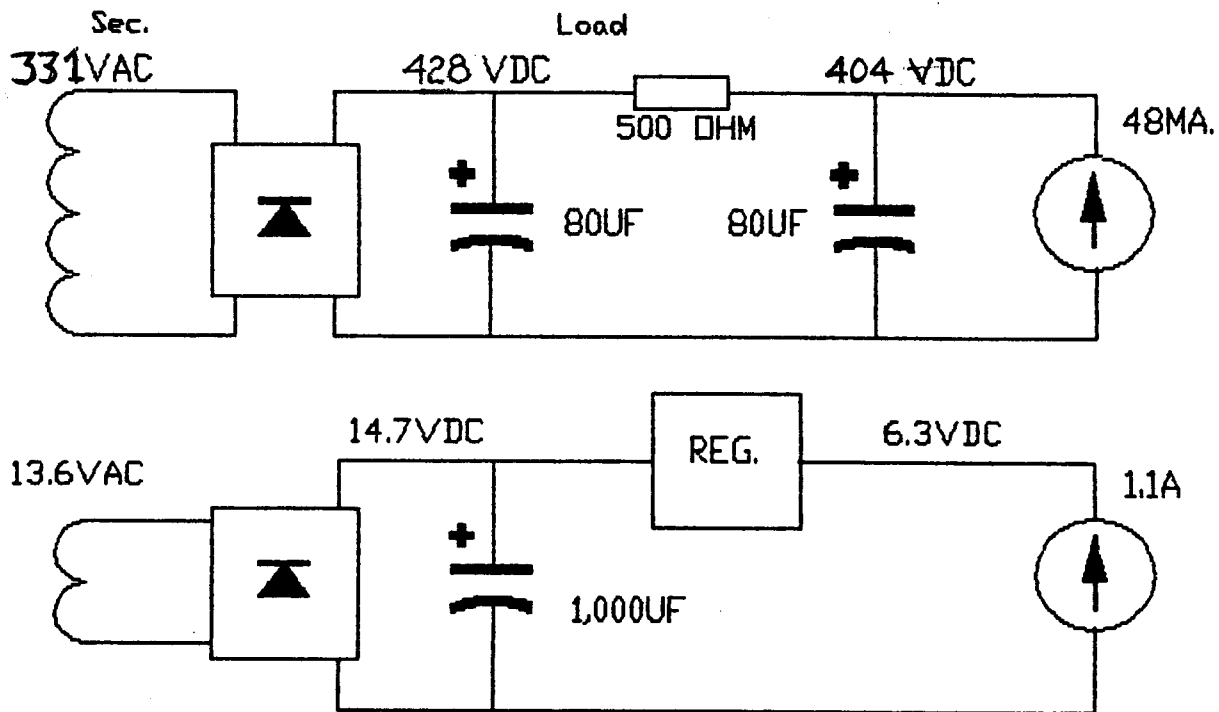 Sec.
Load
331VAC
428 VDC
404 VDC
500 OHM
48MA.
+
+
80UF
80UF
14.7VDC
6.3VDC
13.6VAC
REG.
1.1A
+
1,000UF